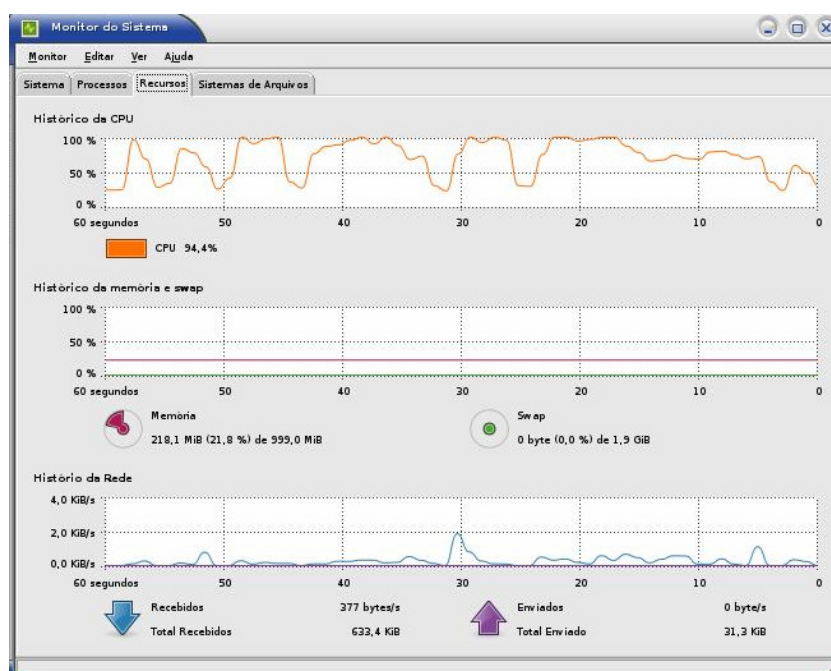 Monitor do Sistema
Monitor Editar Ver Ajuda
Sistema Processos Recursos Sistemas de Arquivos
Histórico da CPU
100 %
50 %
0 %
60 segundos 50 40 30 20 10 0
CPU 94,4%
Histórico da memória e swap
100 %
50 %
0 %
60 segundos 50 40 30 20 10 0
Memória
218,1 MiB (21,8 %) de 999,0 MiB
Swap
0 byte (0,0 %) de 1,9 GiB
Histório da Rede
4,0 KiB/s
2,0 KiB/s
0,0 KiB/s
60 segundos 50 40 30 20 10 0
Recebidos 377 bytes/s
Total Recebidos 633,4 KiB
Enviados 0 byte/s
Total Enviado 31,3 KiB